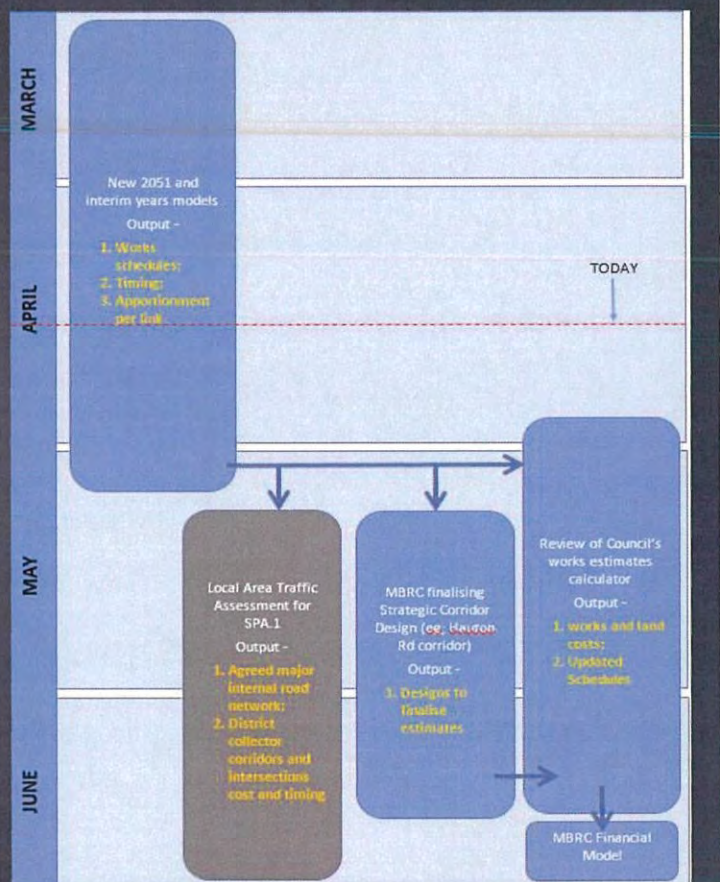 MARCH
New 2051 and
interim years models
Output -
1. Works
schedules;
2. Timing;
3. Apportionment
per link
TODAY
APRIL
MAY
Local Area Traffic
Assessment for
SPA.1
Output -
1. Agreed major
internal road
network;
2. District
collector
corridors and
intersections
cost and timing
MBRC finalising
Strategic Corridor
Design (eg;
Rd corridor)
Output -
1. Designs to
finalise
estimates
Review of Council's
works estimates
calculator
Output -
1. works and land
costs;
2. Updated
Schedules
JUNE
MBRC Financial
Model